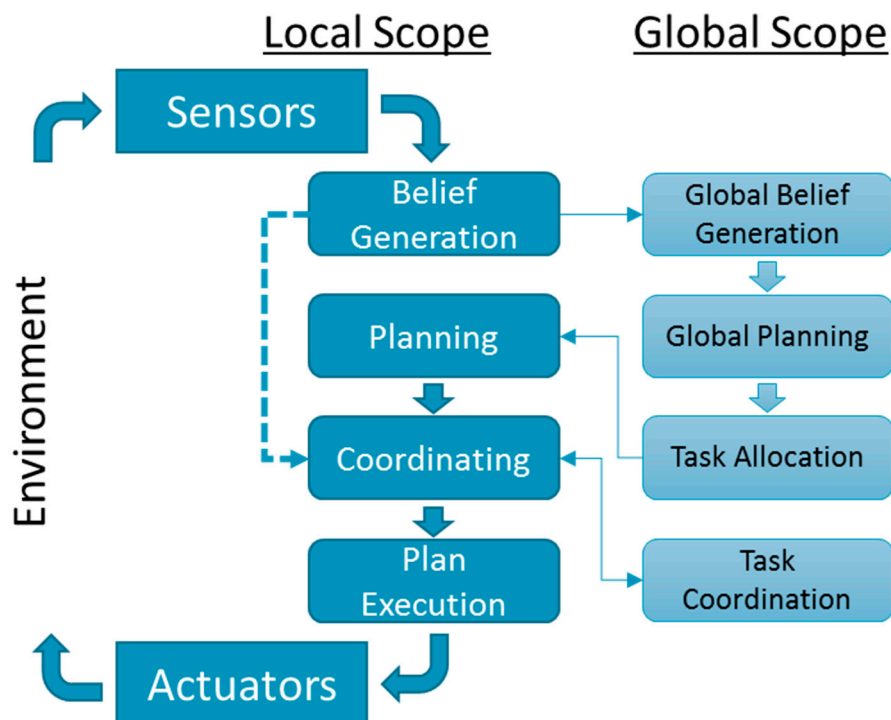 Local Scope
Global Scope
Sensors
Belief
Generation
Global Belief
Generation
Environment
Planning
Global Planning
Coordinating
Task Allocation
Plan
Execution
Task
Coordination
Actuators